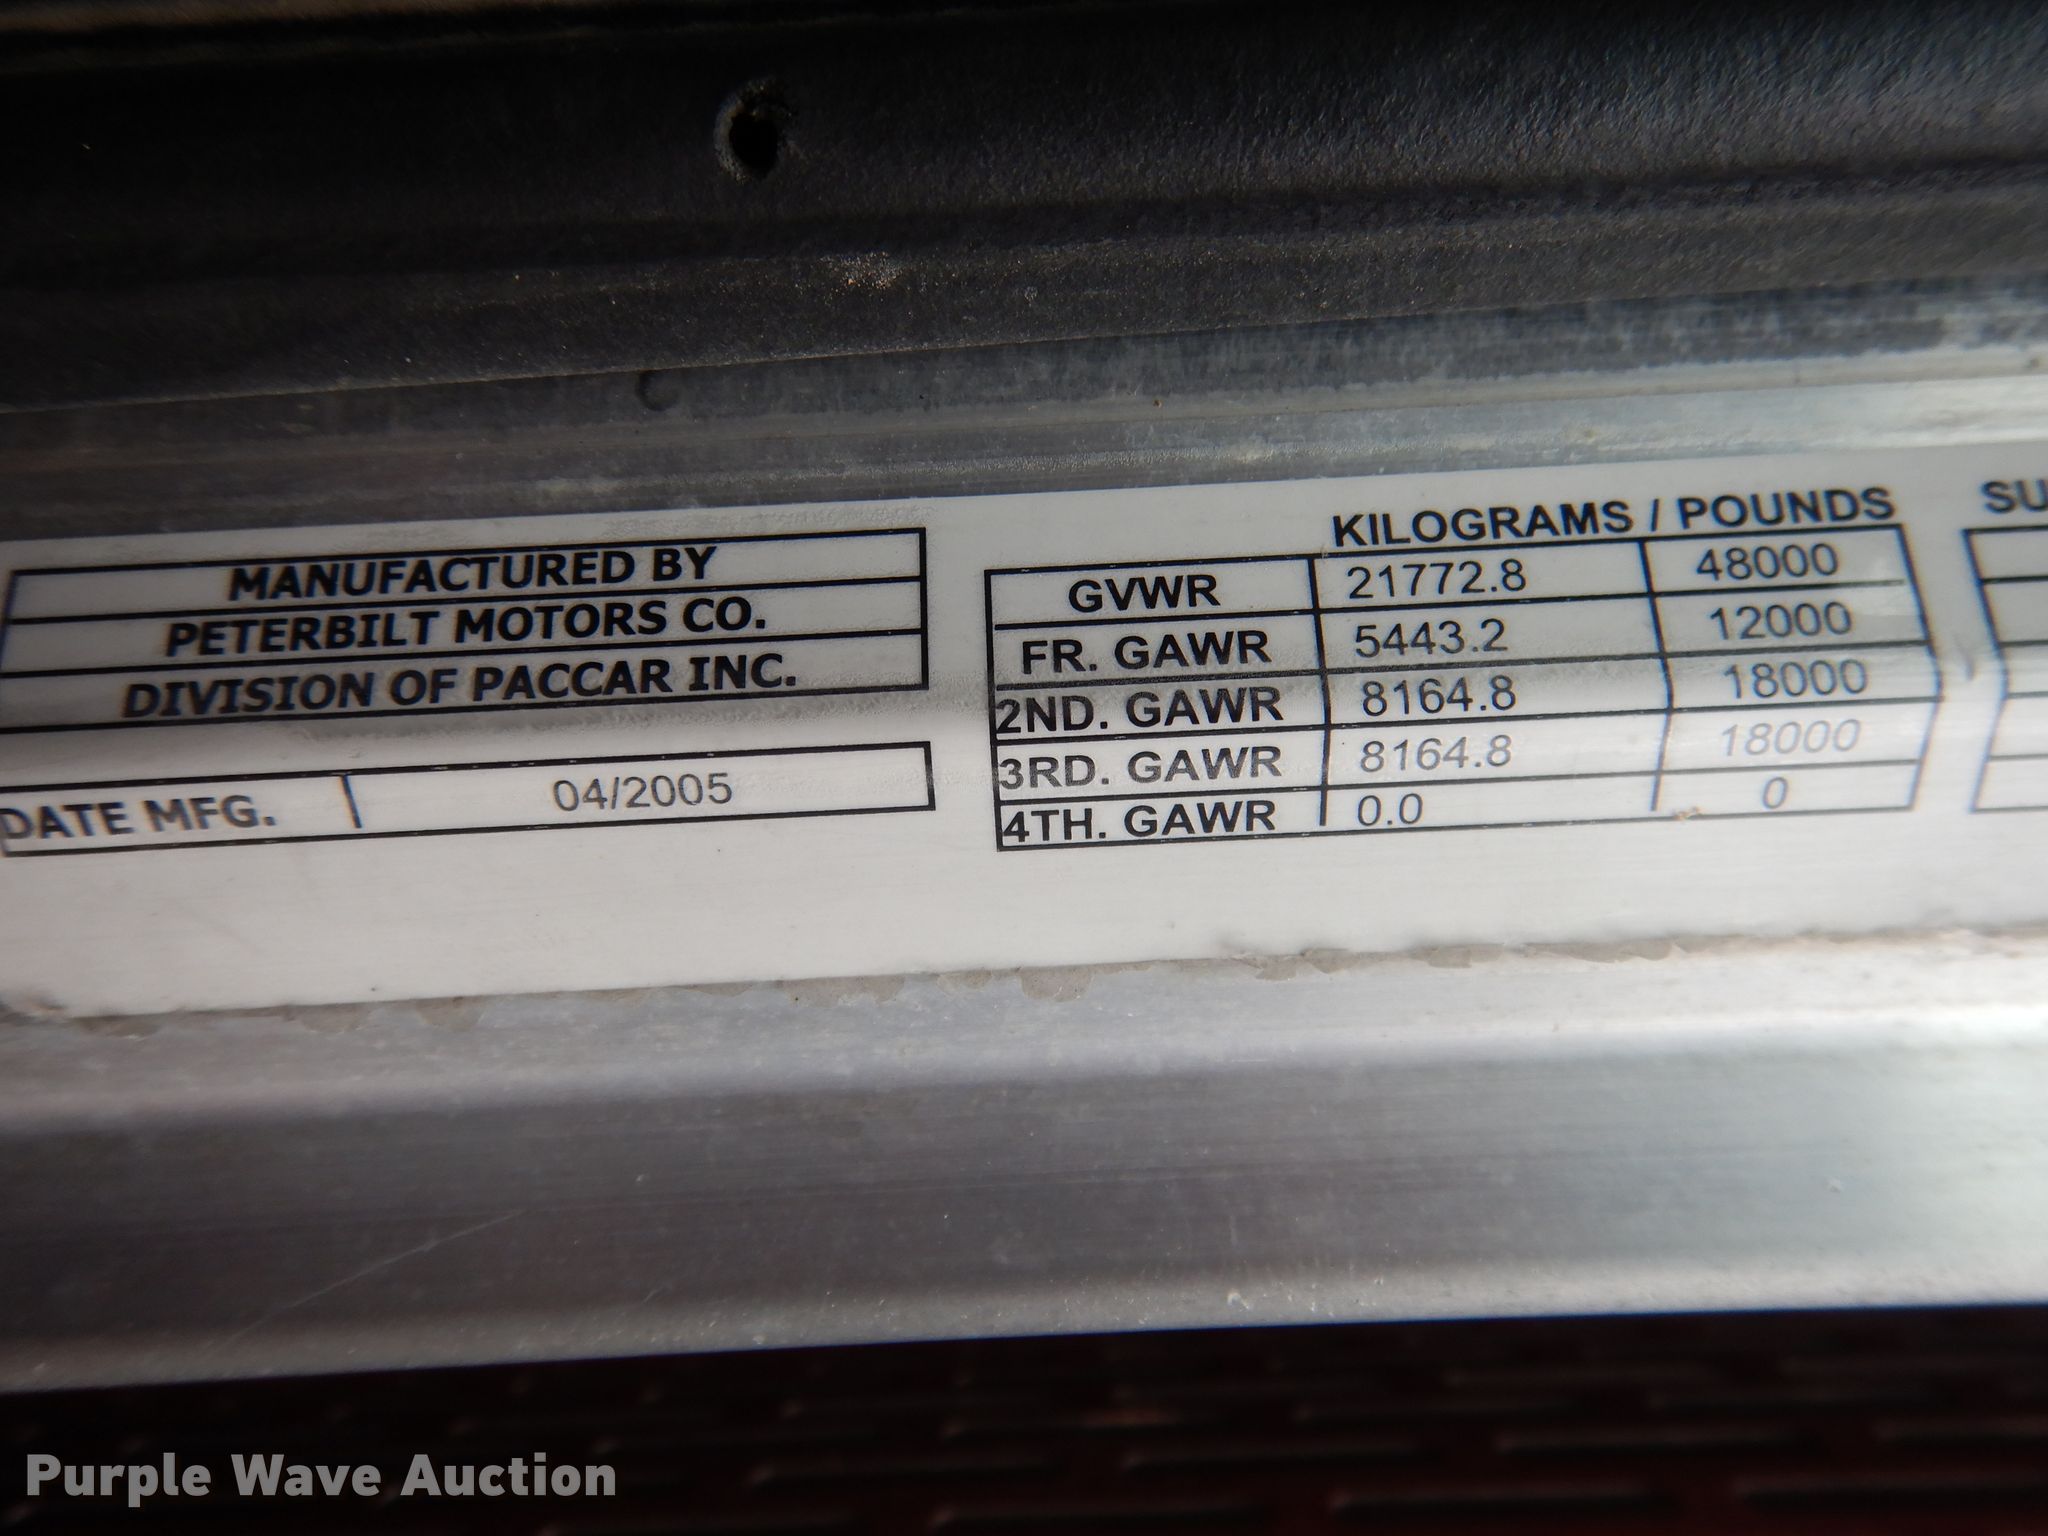 MANUFACTURED BY
PETERBILT MOTORS CO.
DIVISION OF PACCAR INC.
DATE MFG. 04/2005
KILOGRAMS / POUNDS
GVWR 21772.8 48000
FR. GAWR 5443.2 12000
2ND. GAWR 8164.8 18000
3RD. GAWR 8164.8 18000
4TH. GAWR 0.0 0
Purple Wave Auction